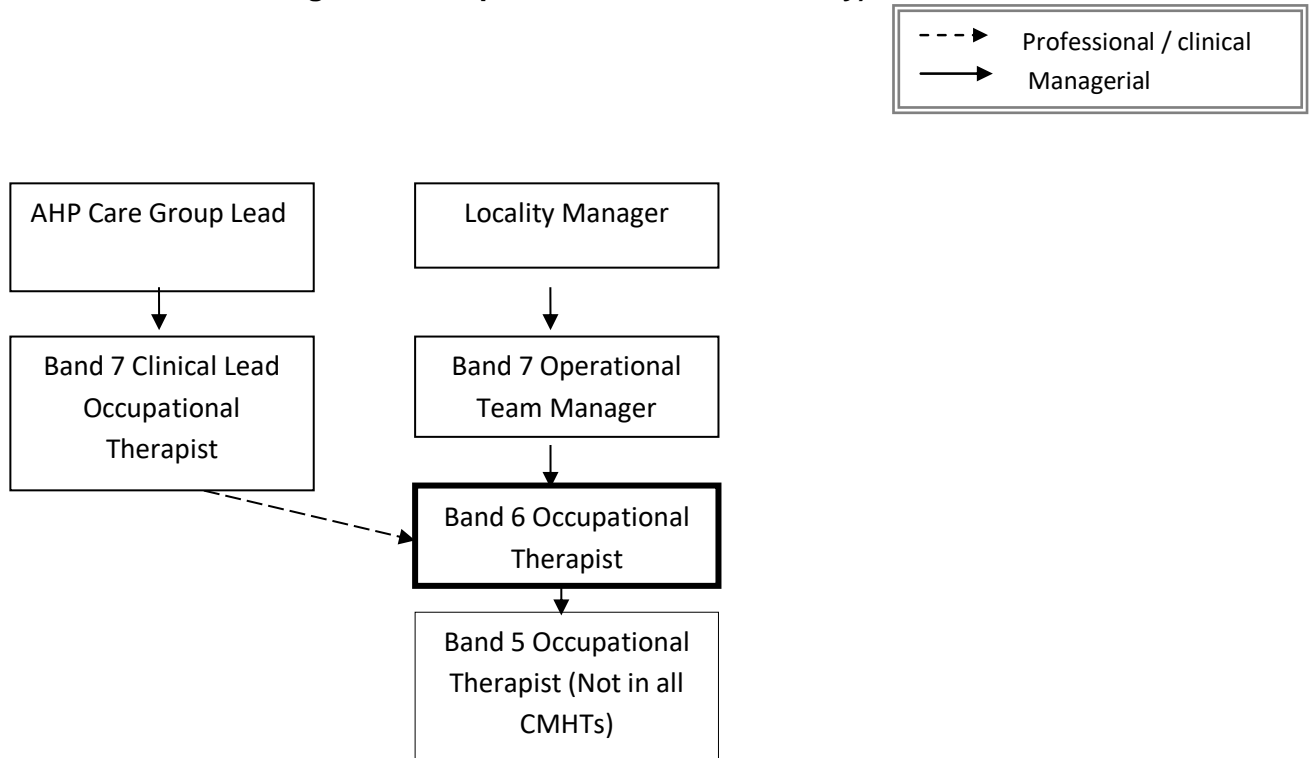 Professional / clinical
Managerial
AHP Care Group Lead
Locality Manager
Band 7 Clinical Lead
Occupational
Therapist
Band 7 Operational
Team Manager
Band 6 Occupational
Therapist
Band 5 Occupational
Therapist (Not in all
CMHTs)